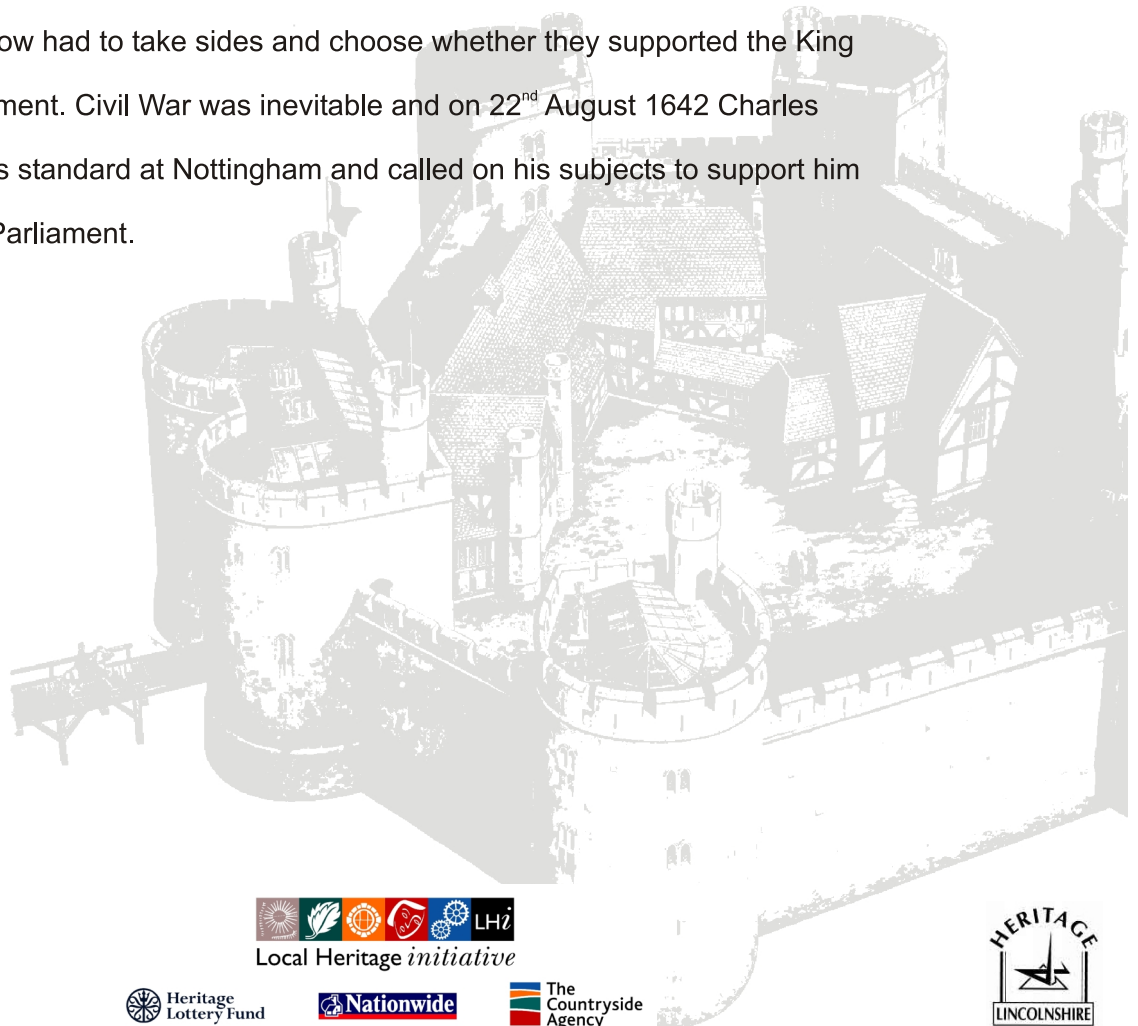 ow had to take sides and choose whether they supported the King
ment. Civil War was inevitable and on 22nd August 1642 Charles
s standard at Nottingham and called on his subjects to support him
Parliament.
LHi
Local Heritage initiative
Heritage
Lottery Fund
Nationwide
The
Countryside
Agency
HERITAGE
LINCOLNSHIRE